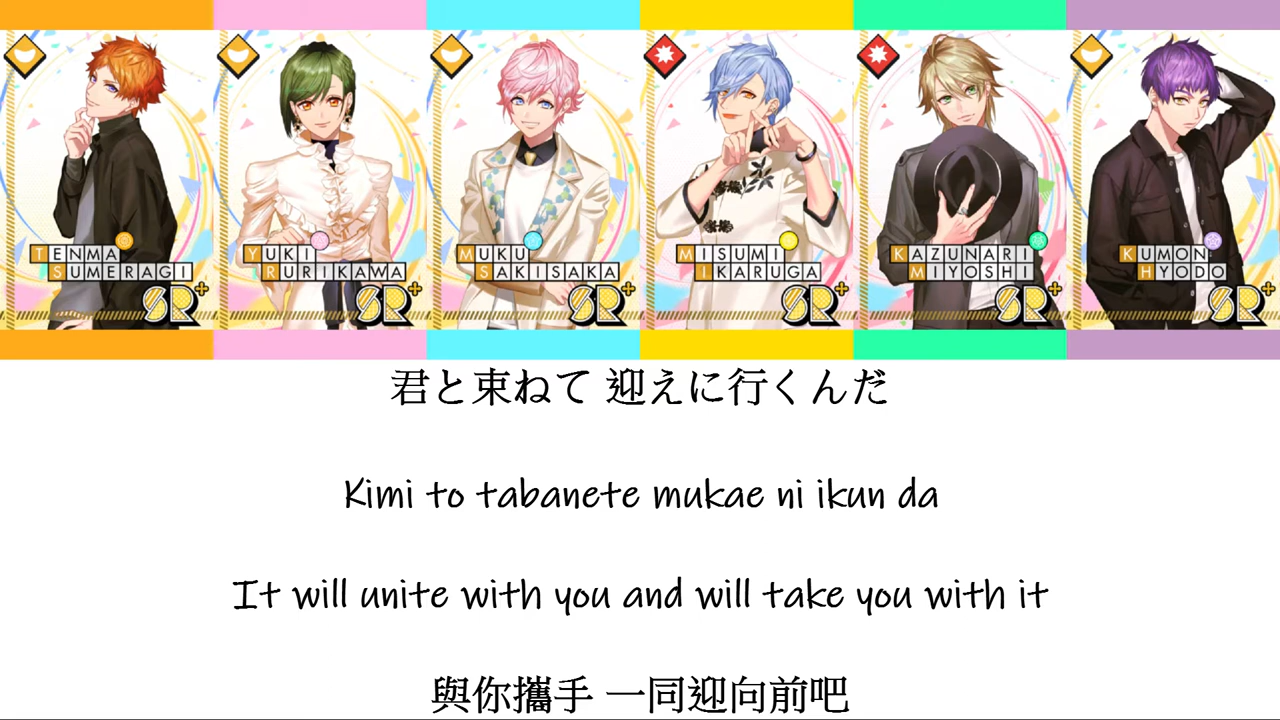 TENMA
SUMERAGI
SR+
YUKI
RURIKAWA
SR+
MUKU
SAKISAKA
SR+
MISUMI
IKARUGA
SR+
KAZUNARI
MIYOSHI
SR+
KUMON
HYODO
SR+
君と束ねて 迎えに行くんだ
Kimi to tabanete mukae ni ikun da
It will unite with you and will take you with it
與你攜手 一同迎向前吧